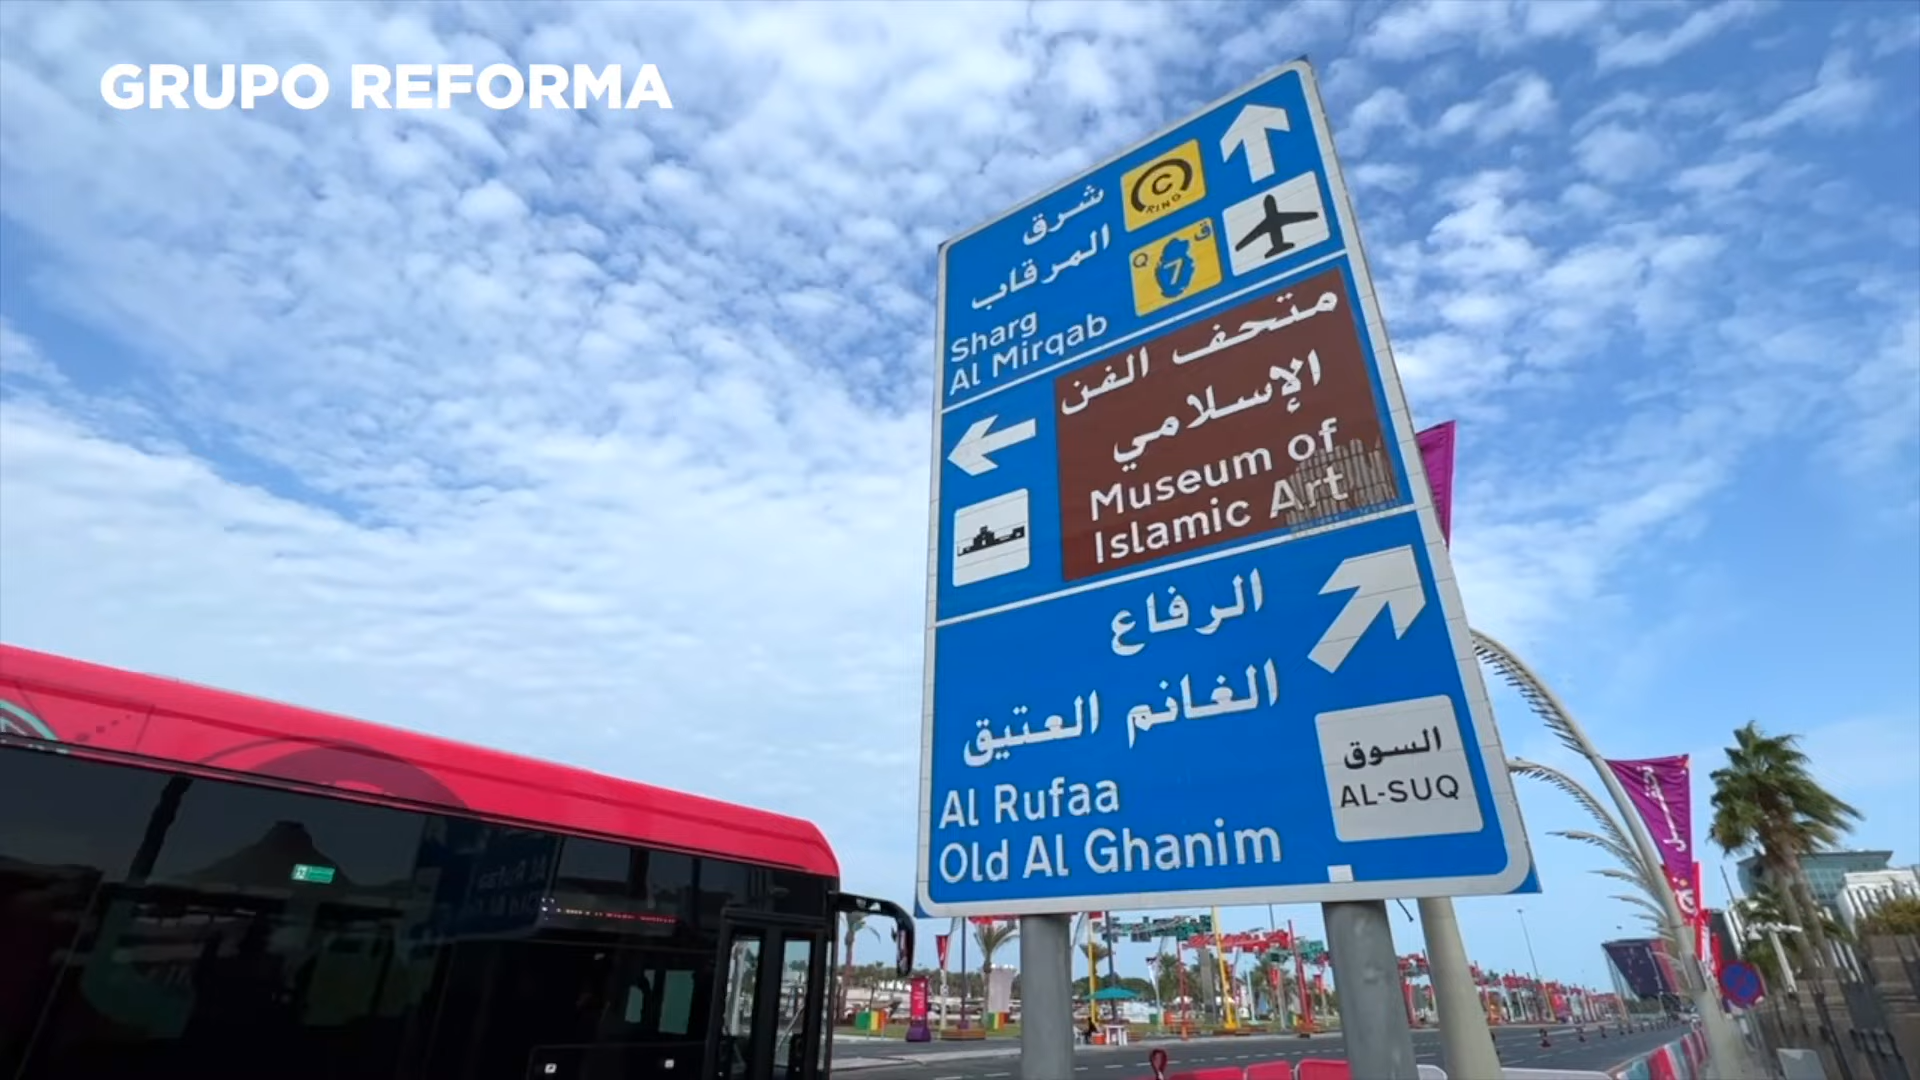 GRUPO REFORMA
شرق
المرقاب
Sharg
Al Mirqab
C
RING
Q ق
7
متحف الفن
الإسلامي
Museum of
Islamic Art
الرفاع
الغانم العتيق
Al Rufaa
Old Al Ghanim
السوق
AL-SUQ